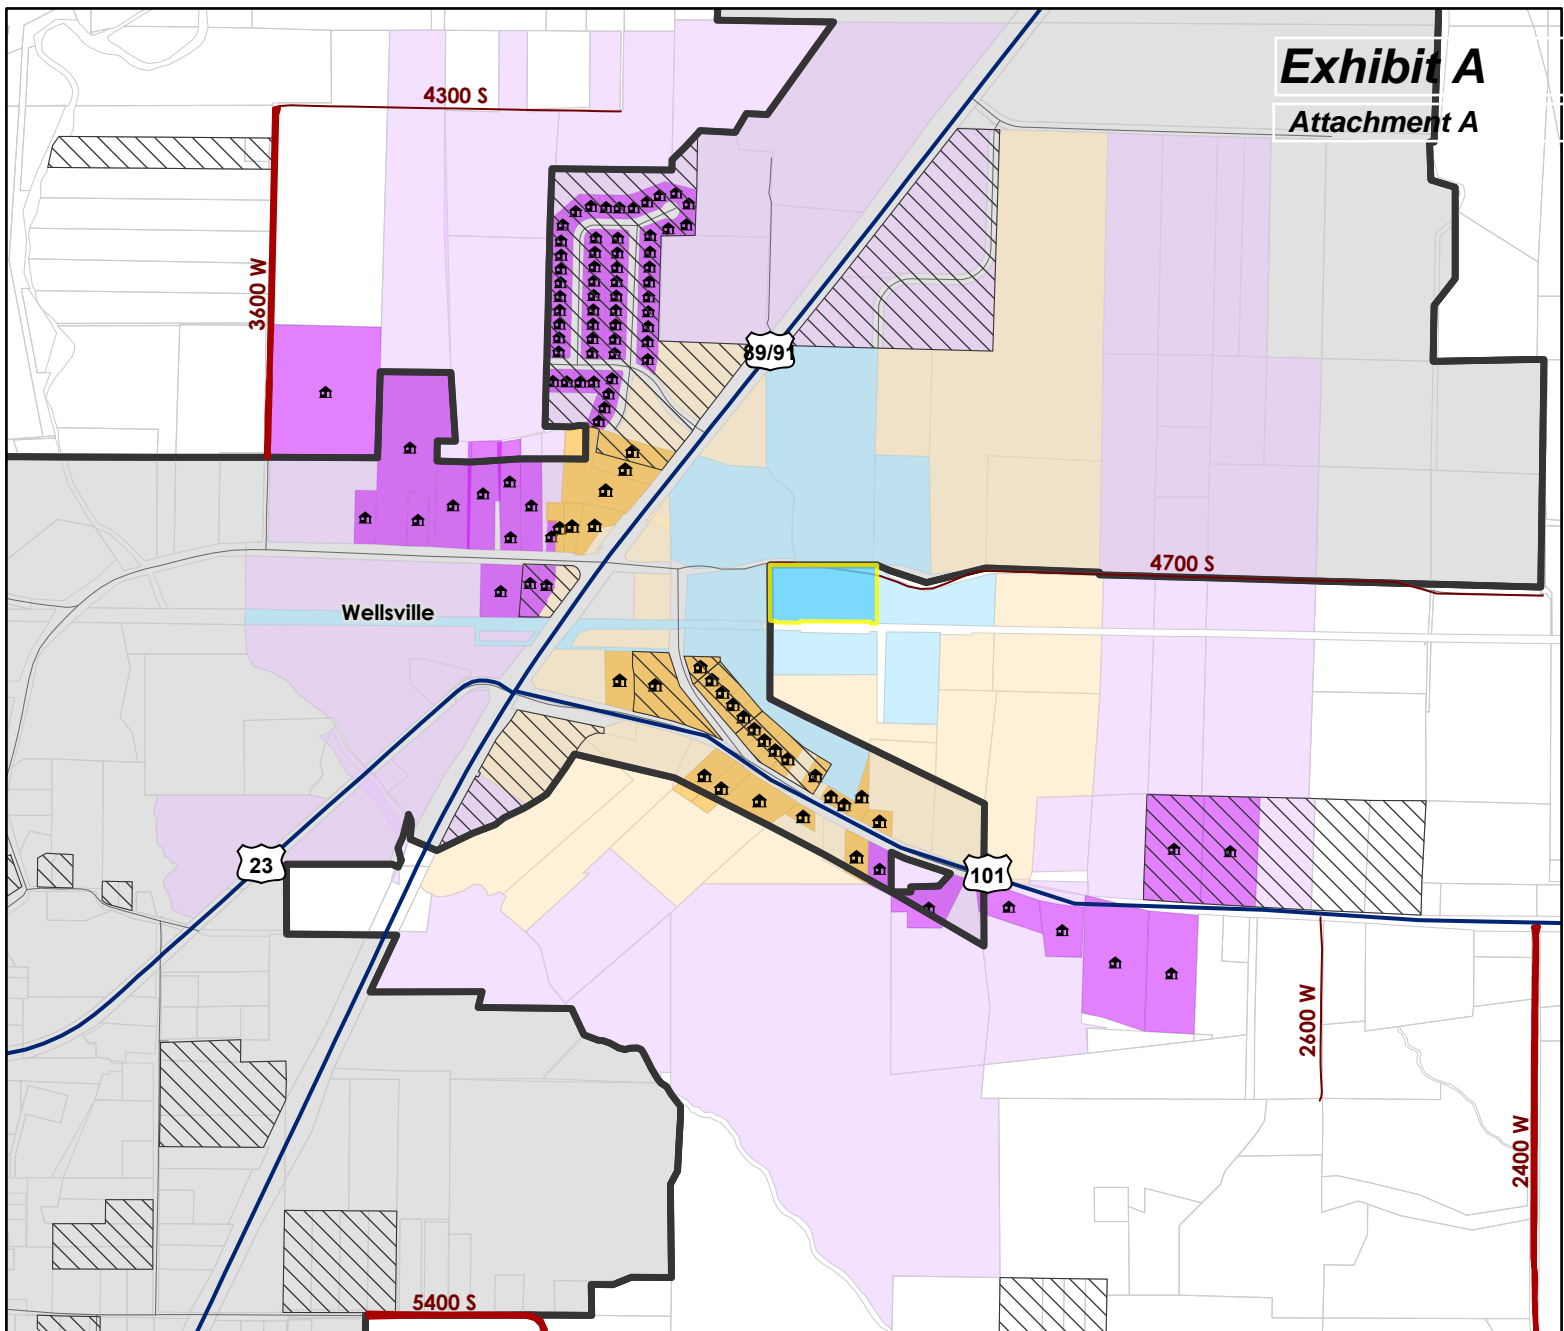 Exhibit A
Attachment A
4300 S
3600 W
89/91
4700 S
Wellsville
23
101
2600 W
2400 W
5400 S